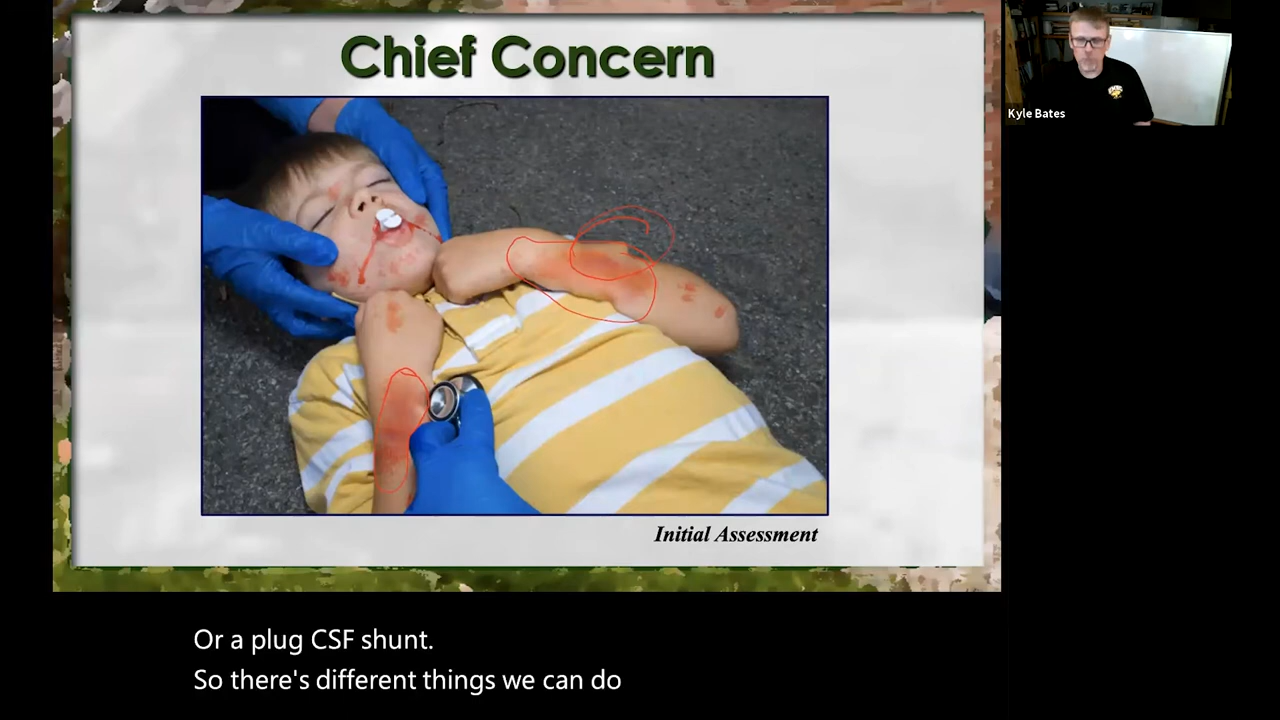 Chief Concern
Kyle Bates
Initial Assessment
Or a plug CSF shunt.
So there's different things we can do